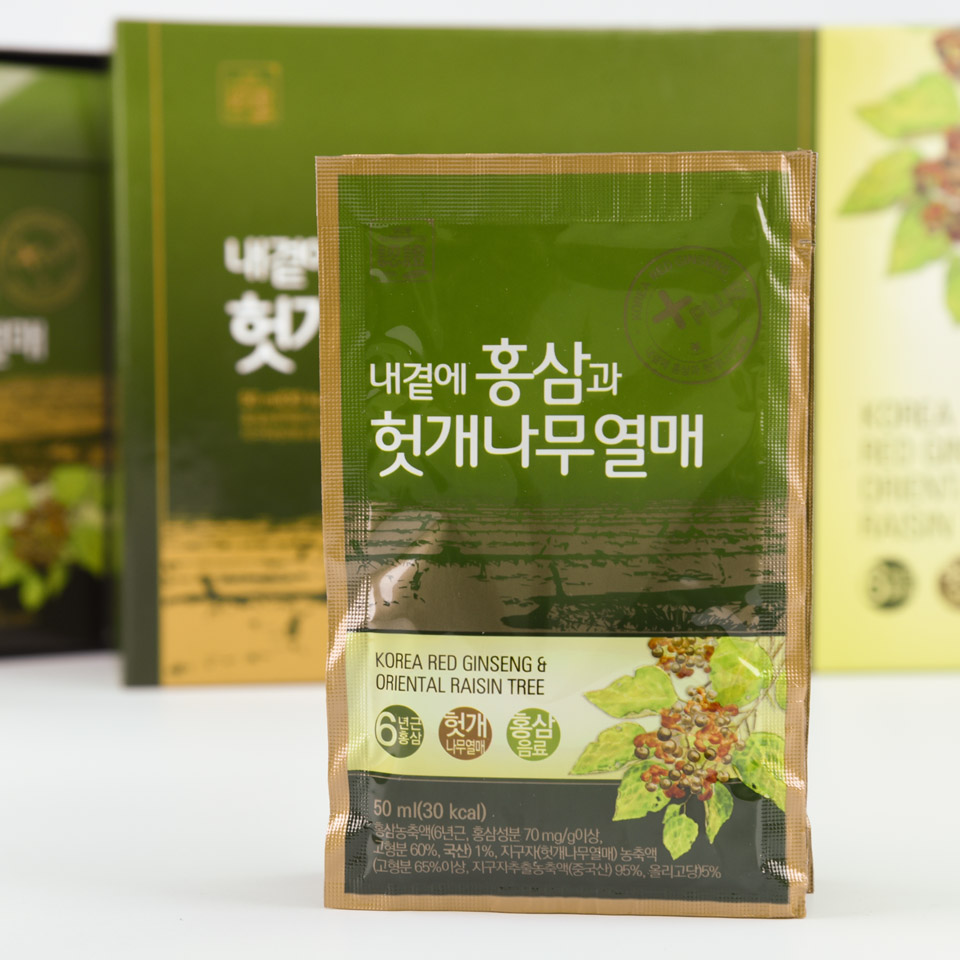 내곁에 홍삼과
헛개나무열매
KOREA RED GINSENG &
ORIENTAL RAISIN TREE
6년근
홍삼
헛개
나무열매
홍삼
음료
50 ml(30 kcal)
홍삼농축액(6년근, 홍삼성분 70 mg/g이상,
고형분 60%, 국산) 1%, 지구자(헛개나무열매) 농축액
(고형분 65%이상, 지구자추출농축액(중국산) 95%, 올리고당)5%
내곁에
헛개
KOREA
RED GIN
ORIENT
RAISIN